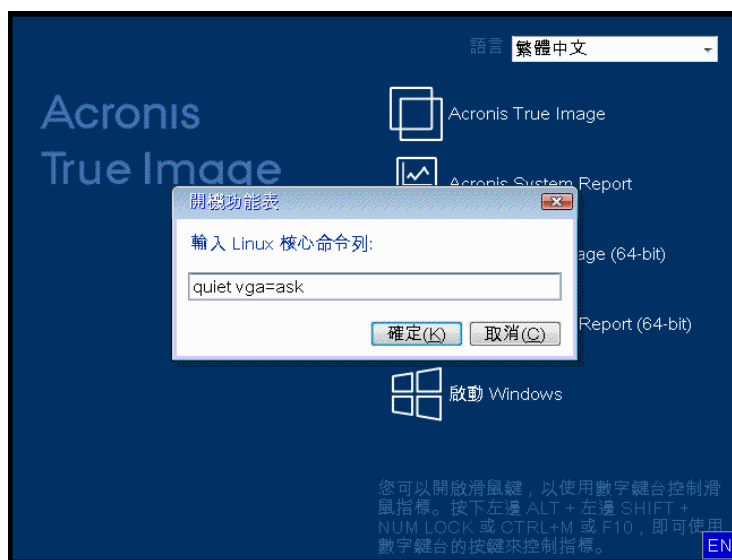 語言 繁體中文
Acronis
True Image
Acronis True Image
Acronis System Report
age (64-bit)
Report (64-bit)
啟動 Windows
開機功能表
輸入 Linux 核心命令列:
quiet vga=ask
確定(K) 取消(C)
您可以開啟滑鼠鍵，以使用數字鍵台控制滑
鼠指標。按下左邊 ALT + 左邊 SHIFT +
NUM LOCK 或 CTRL+M 或 F10，即可使用
數字鍵台的按鍵來控制指標。
EN